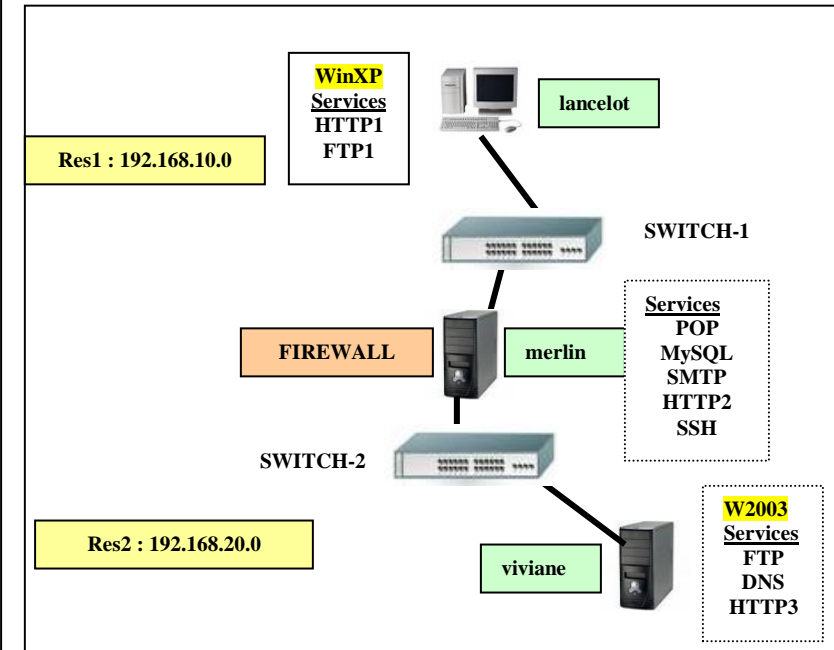 WinXP
Services
HTTP1
FTP1
lancelot
Res1 : 192.168.10.0
SWITCH-1
FIREWALL
merlin
Services
POP
MySQL
SMTP
HTTP2
SSH
SWITCH-2
Res2 : 192.168.20.0
viviane
W2003
Services
FTP
DNS
HTTP3